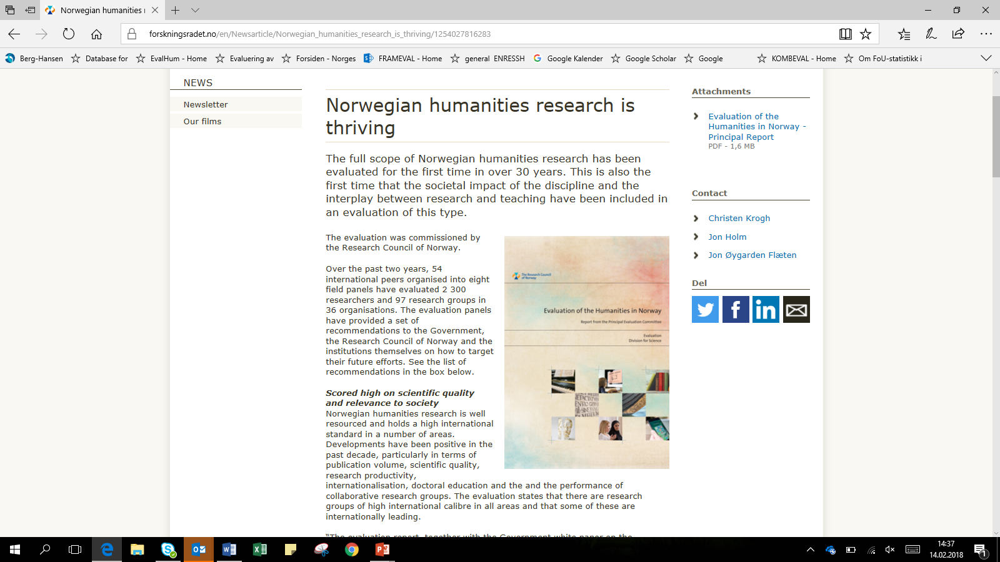 Norwegian humanities r
forskningsradet.no/en/Newsarticle/Norwegian_humanities_research_is_thriving/1254027816283
Berg-Hansen
Database for
EvalHum - Home
Evaluering av
Forsiden - Norges
FRAMEVAL - Home
general ENRESSH
Google Kalender
Google Scholar
Google
KOMBEVAL - Home
Om FoU-statistikk i
NEWS
Newsletter
Our films
Norwegian humanities research is
thriving
The full scope of Norwegian humanities research has been
evaluated for the first time in over 30 years. This is also the
first time that the societal impact of the discipline and the
interplay between research and teaching have been included in
an evaluation of this type.
The evaluation was commissioned by
the Research Council of Norway.
Over the past two years, 54
international peers organised into eight
field panels have evaluated 2 300
researchers and 97 research groups in
36 organisations. The evaluation panels
have provided a set of
recommendations to the Government,
the Research Council of Norway and the
institutions themselves on how to target
their future efforts. See the list of
recommendations in the box below.
Scored high on scientific quality
and relevance to society
Norwegian humanities research is well
resourced and holds a high international
standard in a number of areas.
Developments have been positive in the
past decade, particularly in terms of
publication volume, scientific quality,
research productivity,
internationalisation, doctoral education and the and the performance of
collaborative research groups. The evaluation states that there are research
groups of high international calibre in all areas and that some of these are
internationally leading.
“The evaluation report, together with the Government white paper on the
The Research Council
of Norway
Evaluation of the Humanities in Norway
Report from the Principal Evaluation Committee
Evaluation
Division for Science
Attachments
Evaluation of the
Humanities in Norway -
Principal Report
PDF - 1,6 MB
Contact
Christen Krogh
Jon Holm
Jon Øygarden Flæten
Del
14:37
14.02.2018
1